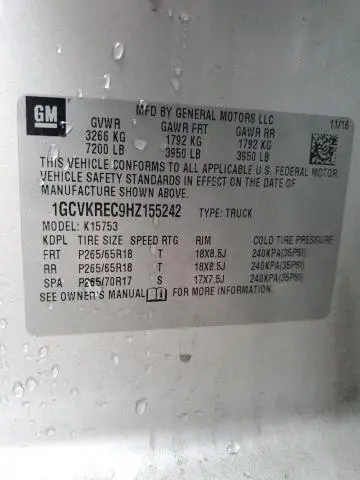 GM
MFD BY GENERAL MOTORS LLC
11/16
GVWR GAWR FRT GAWR RR
3266 KG 1792 KG 1792 KG
7200 LB 3950 LB 3950 LB
THIS VEHICLE CONFORMS TO ALL APPLICABLE U.S. FEDERAL MOTOR
VEHICLE SAFETY STANDARDS IN EFFECT ON THE DATE OF
MANUFACTURE SHOWN ABOVE.
1GCVKREC9HZ155242 TYPE: TRUCK
MODEL: K15753
KDPL TIRE SIZE SPEED RTG RIM COLD TIRE PRESSURE
FRT P265/65R18 T 18X8.5J 240KPA(35PSI)
RR P265/65R18 T 18X8.5J 240KPA(35PSI)
SPA P265/70R17 S 17X7.5J 240KPA(35PSI)
SEE OWNER'S MANUAL FOR MORE INFORMATION.